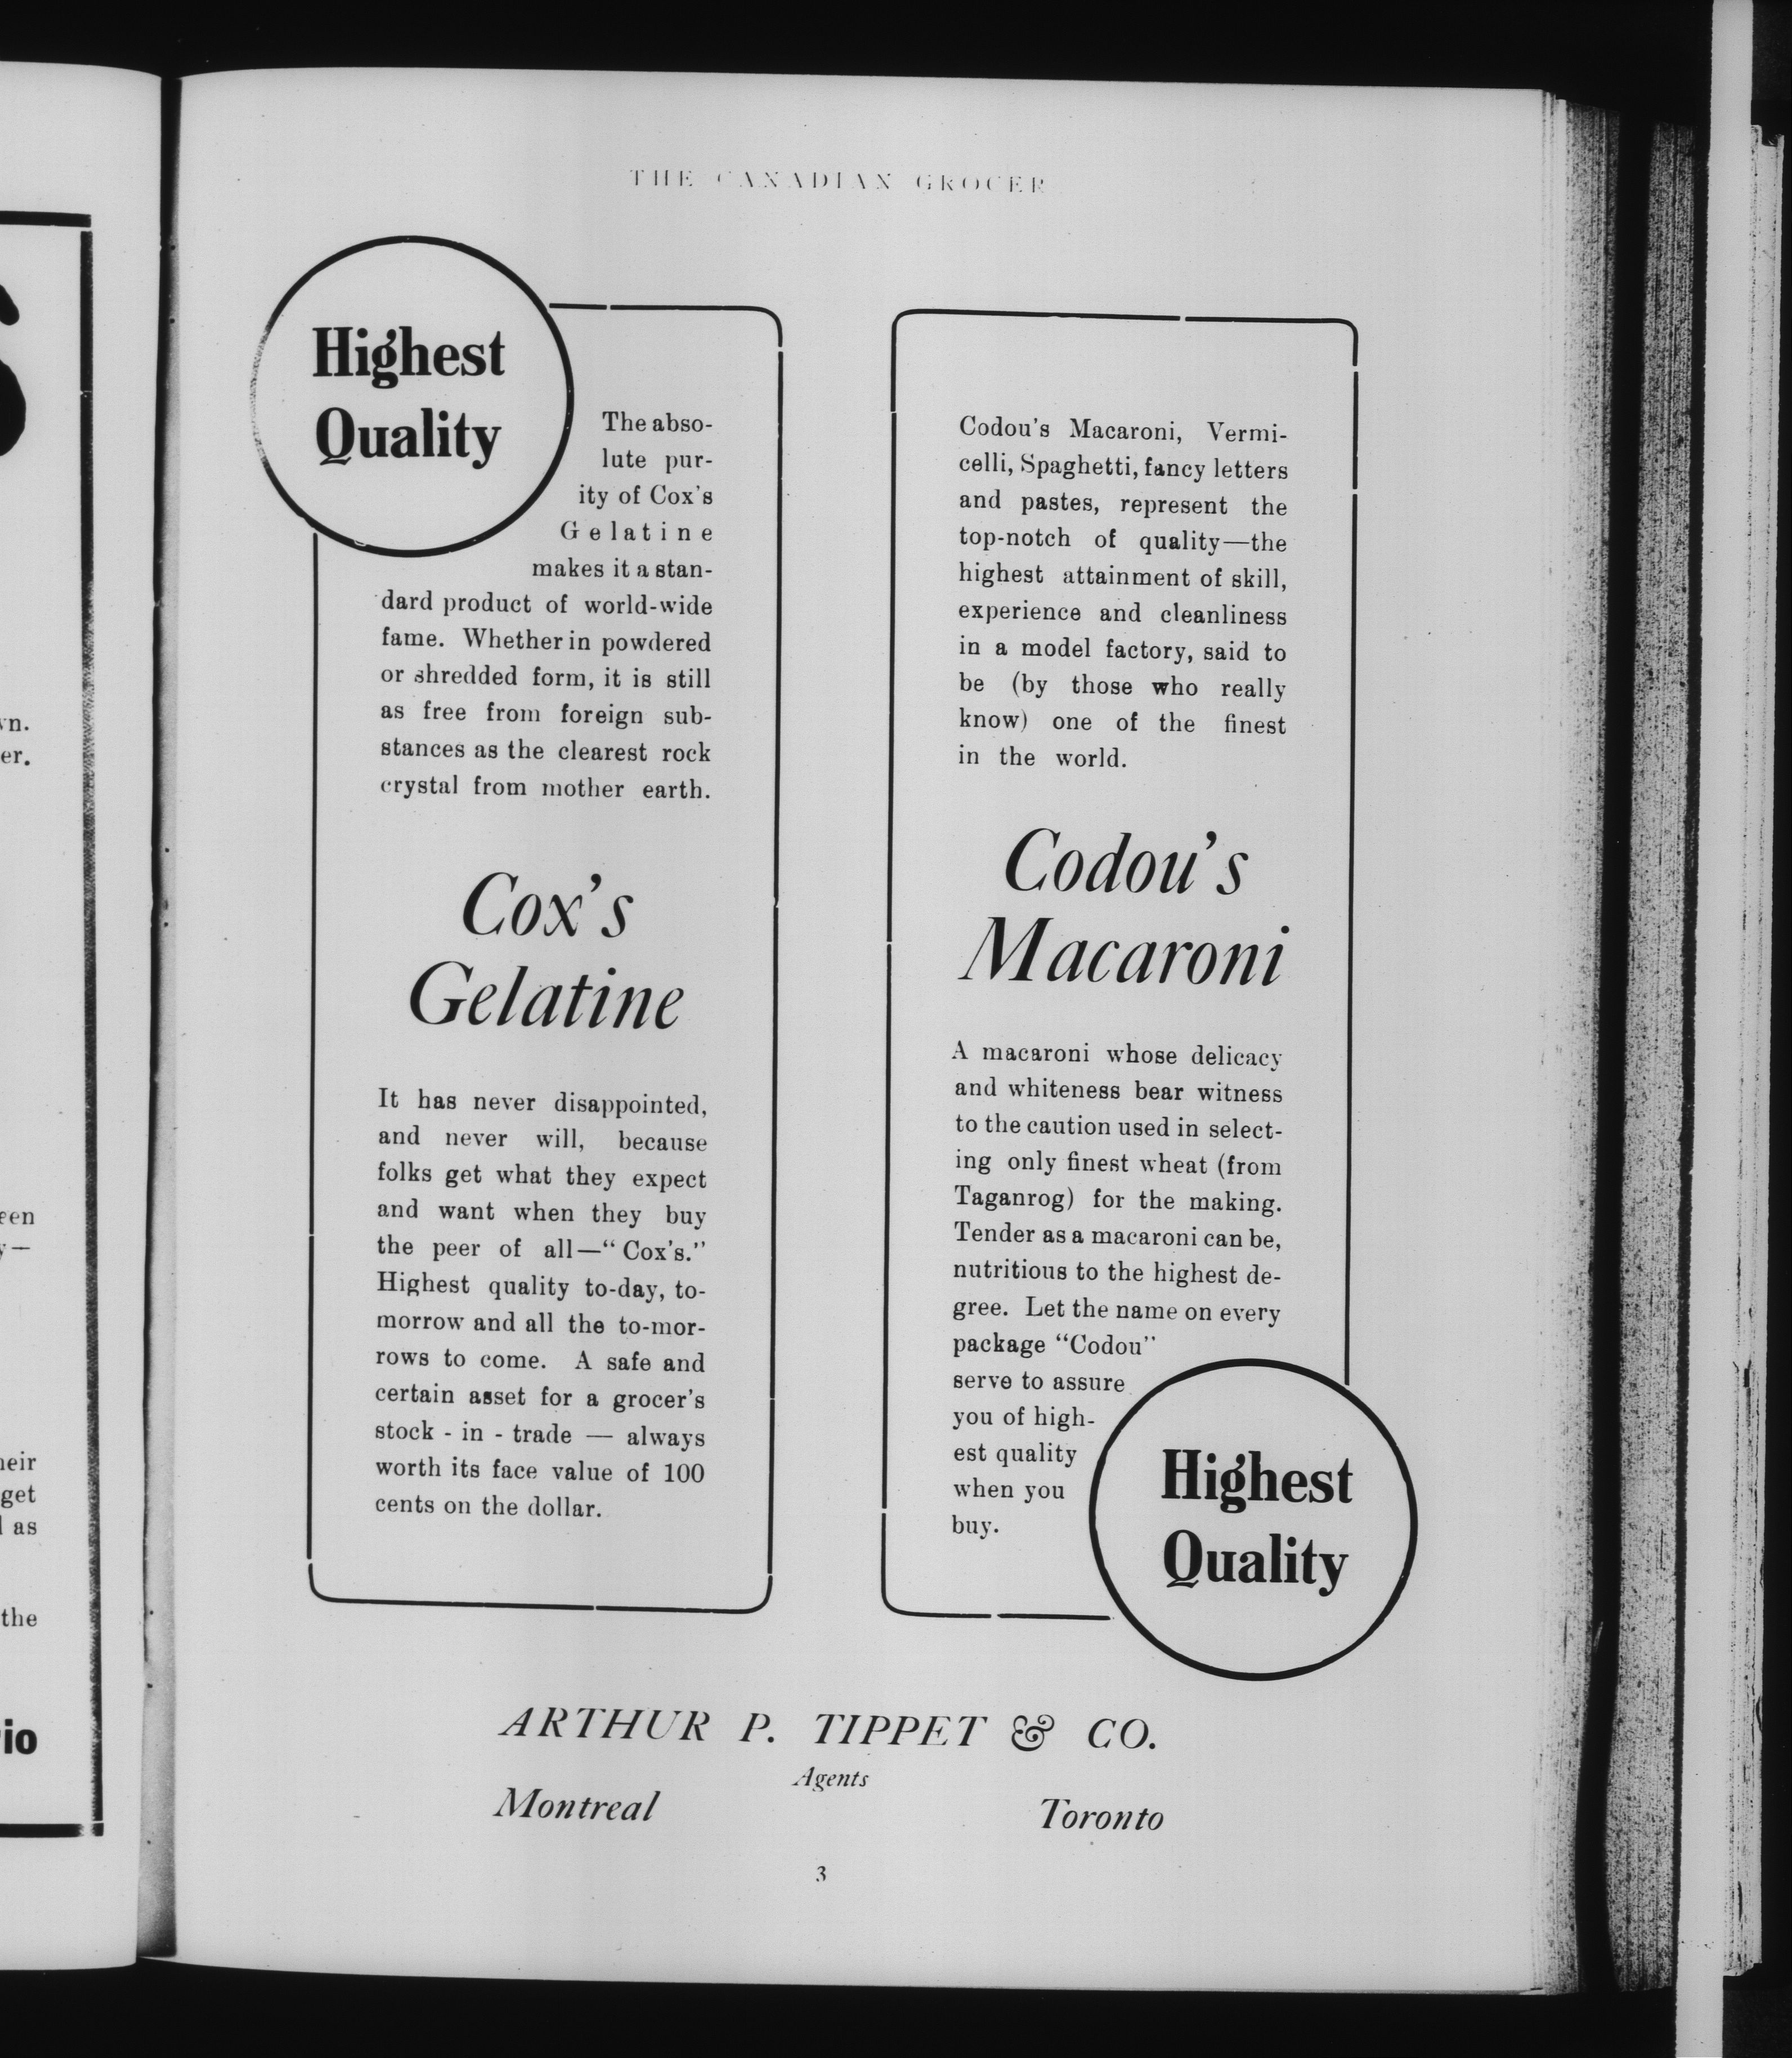 THE CANADIAN GROCER
Highest
Quality
The abso-
lute pur-
ity of Cox's
Gelatine
makes it a stan-
dard product of world-wide
fame. Whether in powdered
or shredded form, it is still
as free from foreign sub-
stances as the clearest rock
crystal from mother earth.
Cox's
Gelatine
It has never disappointed,
and never will, because
folks get what they expect
and want when they buy
the peer of all—“Cox's.”
Highest quality to-day, to-
morrow and all the to-mor-
rows to come. A safe and
certain asset for a grocer's
stock - in - trade — always
worth its face value of 100
cents on the dollar.
Codou's Macaroni, Vermi-
celli, Spaghetti, fancy letters
and pastes, represent the
top-notch of quality—the
highest attainment of skill,
experience and cleanliness
in a model factory, said to
be (by those who really
know) one of the finest
in the world.
Codou's
Macaroni
A macaroni whose delicacy
and whiteness bear witness
to the caution used in select-
ing only finest wheat (from
Taganrog) for the making.
Tender as a macaroni can be,
nutritious to the highest de-
gree. Let the name on every
package “Codou”
serve to assure
you of high-
est quality
when you
buy.
Highest
Quality
ARTHUR P. TIPPET & CO.
Agents
Montreal
Toronto
3
er.
get
as
the